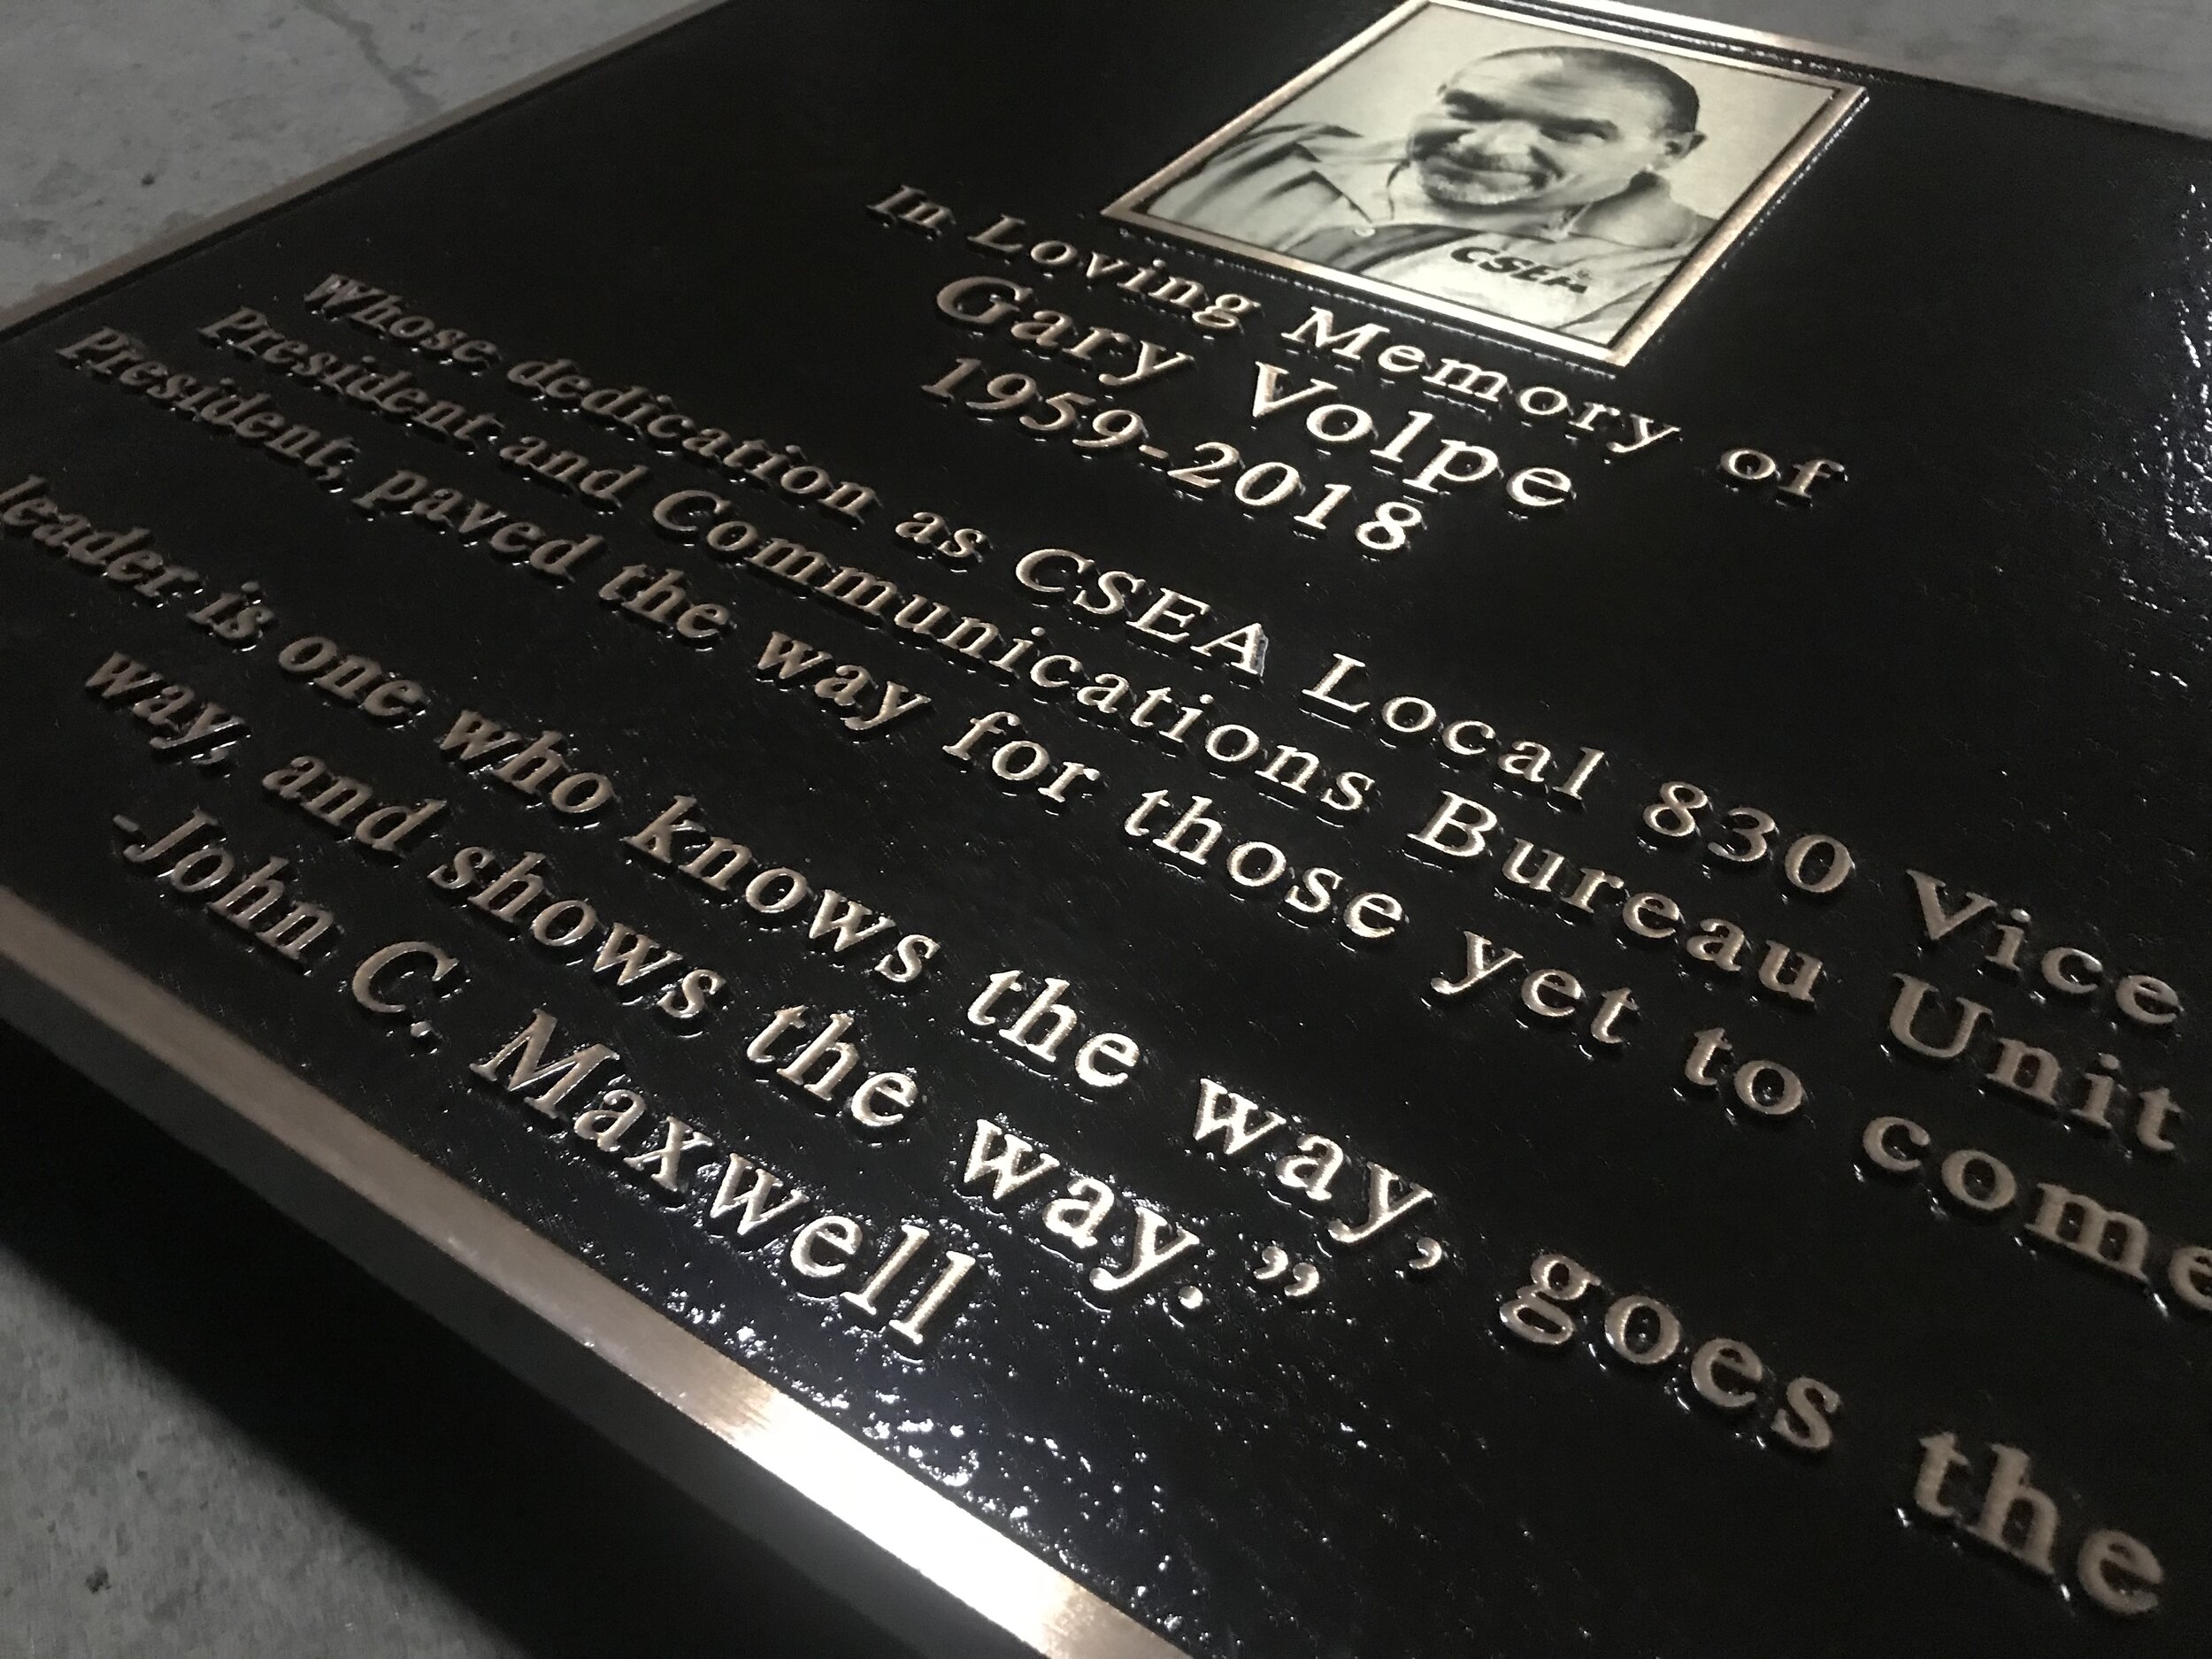 CSEA
In Loving Memory of
Gary Volpe
1959-2018
Whose dedication as CSEA Local 830 Vice
President and Communications Bureau Unit
President, paved the way for those yet to come
leader is one who knows the way, goes the
way, and shows the way.”
-John C. Maxwell